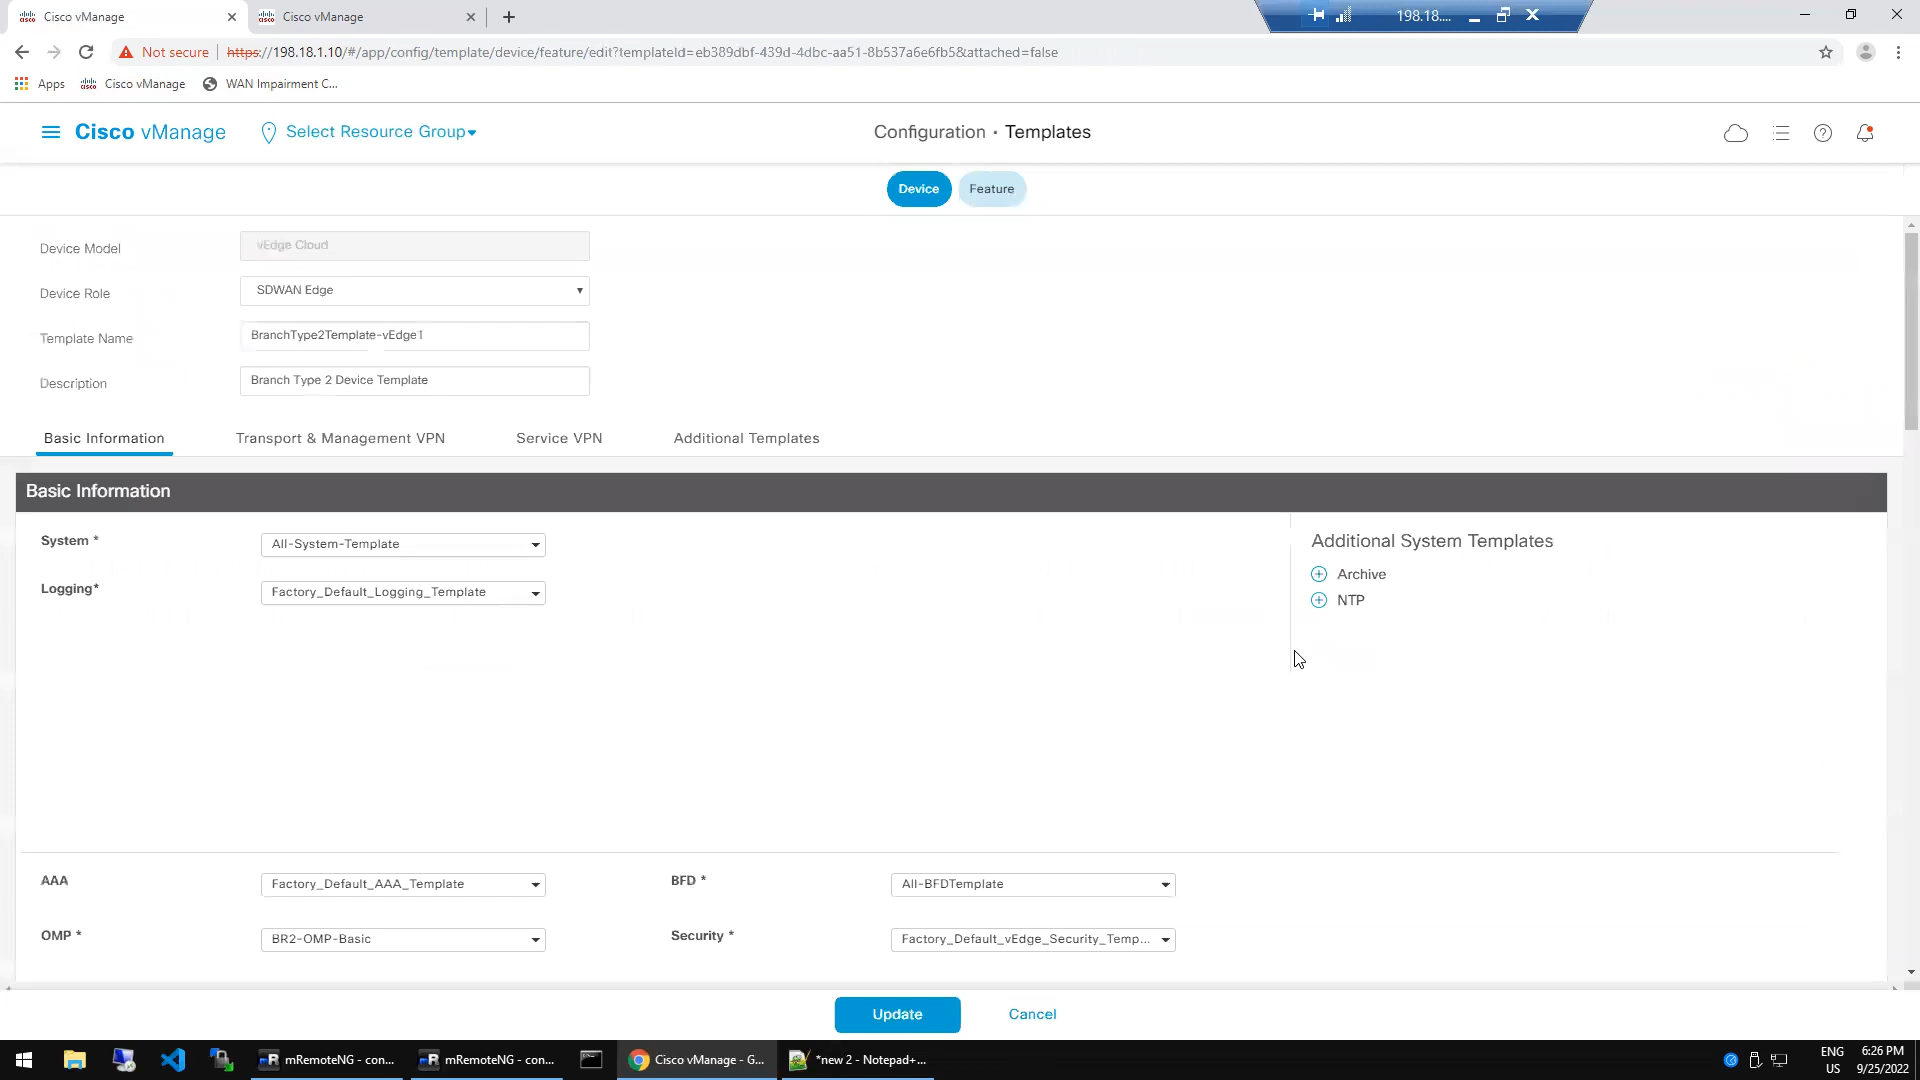 Cisco vManage
Cisco vManage
198.18....
Not secure
https://198.18.1.10/#/app/config/template/device/feature/edit?templateId=eb389dbf-439d-4dbc-aa51-8b537a6e6fb5&attached=false
Apps
Cisco vManage
WAN Impairment C...
Cisco vManage
Select Resource Group
Configuration · Templates
Device
Feature
Device Model
vEdge Cloud
Device Role
SDWAN Edge
Template Name
BranchType2Template-vEdge1
Description
Branch Type 2 Device Template
Basic Information
Transport & Management VPN
Service VPN
Additional Templates
Basic Information
System *
All-System-Template
Additional System Templates
Archive
Logging*
Factory_Default_Logging_Template
NTP
AAA
Factory_Default_AAA_Template
BFD *
All-BFDTemplate
OMP *
BR2-OMP-Basic
Security *
Factory_Default_vEdge_Security_Temp...
Update
Cancel
mRemoteNG - con...
mRemoteNG - con...
Cisco vManage - G...
*new 2 - Notepad+...
ENG
US
6:26 PM
9/25/2022